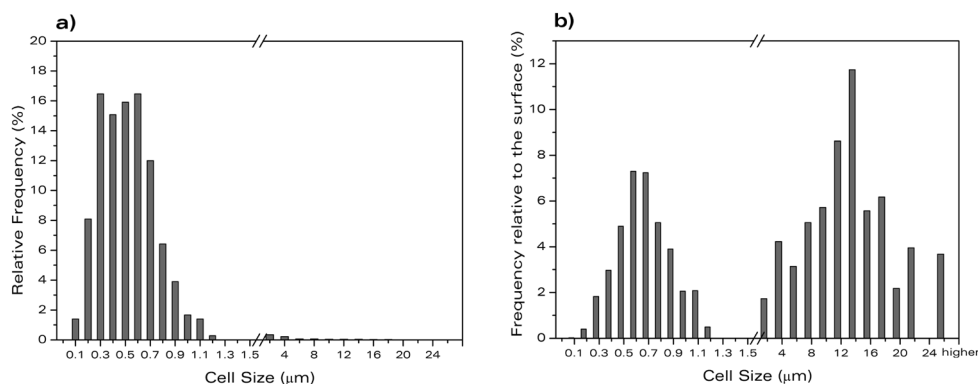 a)
Relative Frequency (%)
20
18
16
14
12
10
8
6
4
2
0
0.1 0.3 0.5 0.7 0.9 1.1 1.3 1.5 4 8 12 16 20 24
Cell Size (μm)
b)
Frequency relative to the surface (%)
12
10
8
6
4
2
0
0.1 0.3 0.5 0.7 0.9 1.1 1.3 1.5 4 8 12 16 20 24 higher
Cell Size (μm)